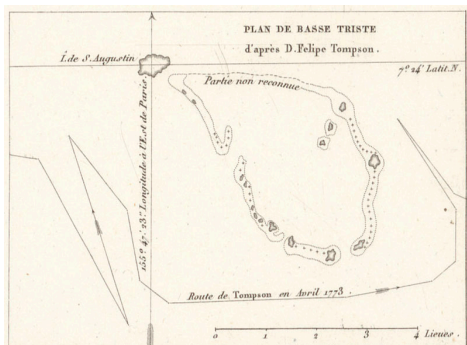 PLAN DE BASSE TRISTE
d'après D. Felipe Tompson.
Î. de S. Augustin
7° 24' Latit. N.
Partie non reconnue
155° 47' 23" Longitude à l'Est de Paris
Route de Tompson en Avril 1773.
0 1 2 3 4 Lieues.